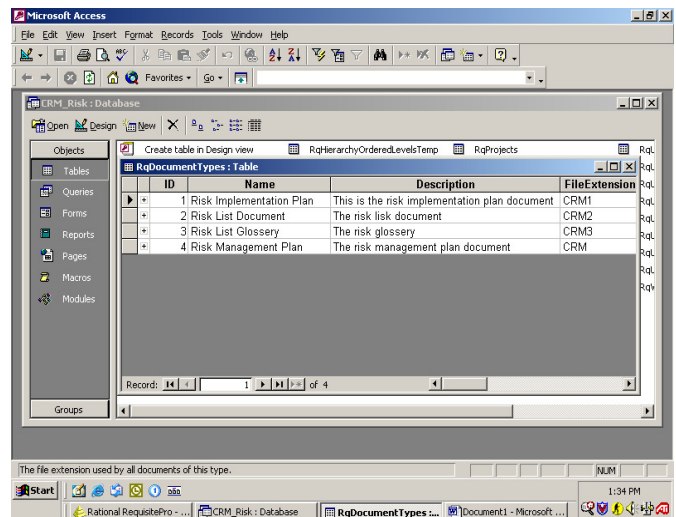 Microsoft Access
File Edit View Insert Format Records Tools Window Help
Favorites Go
CRM_Risk : Database
Open Design New
Objects
Create table in Design view RqHierarchyOrderedLevelsTemp RqProjects
RqDocumentTypes : Table
ID Name Description FileExtension
1 Risk Implementation Plan This is the risk implementation plan document CRM1
2 Risk List Document The risk lisk document CRM2
3 Risk List Glossery The risk glossery CRM3
4 Risk Management Plan The risk management plan document CRM
Tables
Queries
Forms
Reports
Pages
Macros
Modules
Record: 1 of 4
Groups
The file extension used by all documents of this type.
NUM
Start
1:34 PM
Rational RequisitePro - ... CRM_Risk : Database RqDocumentTypes :... Document1 - Microsoft ...